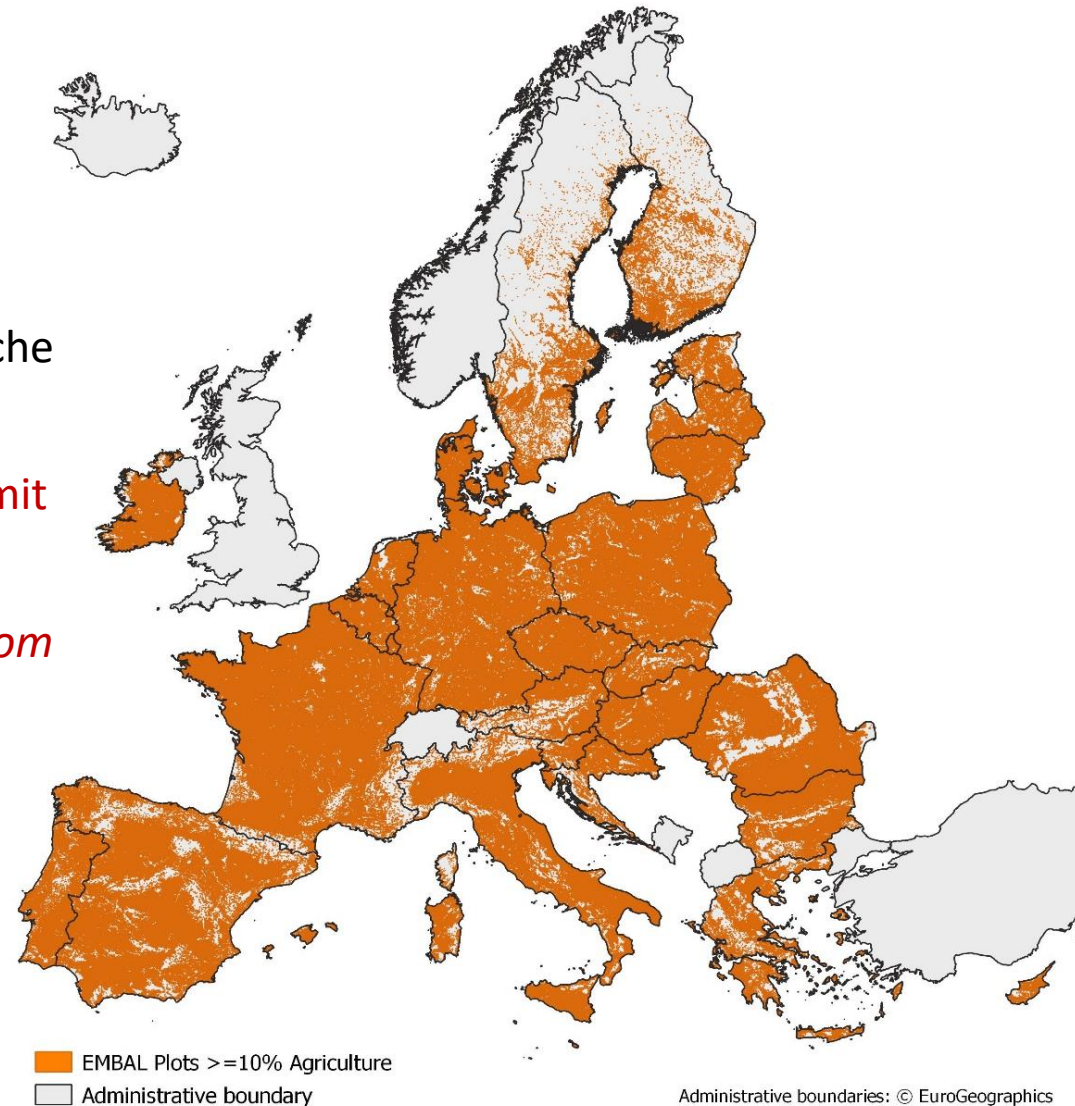 che
mit
om
EMBAL Plots >=10% Agriculture
Administrative boundary
Administrative boundaries: © EuroGeographics